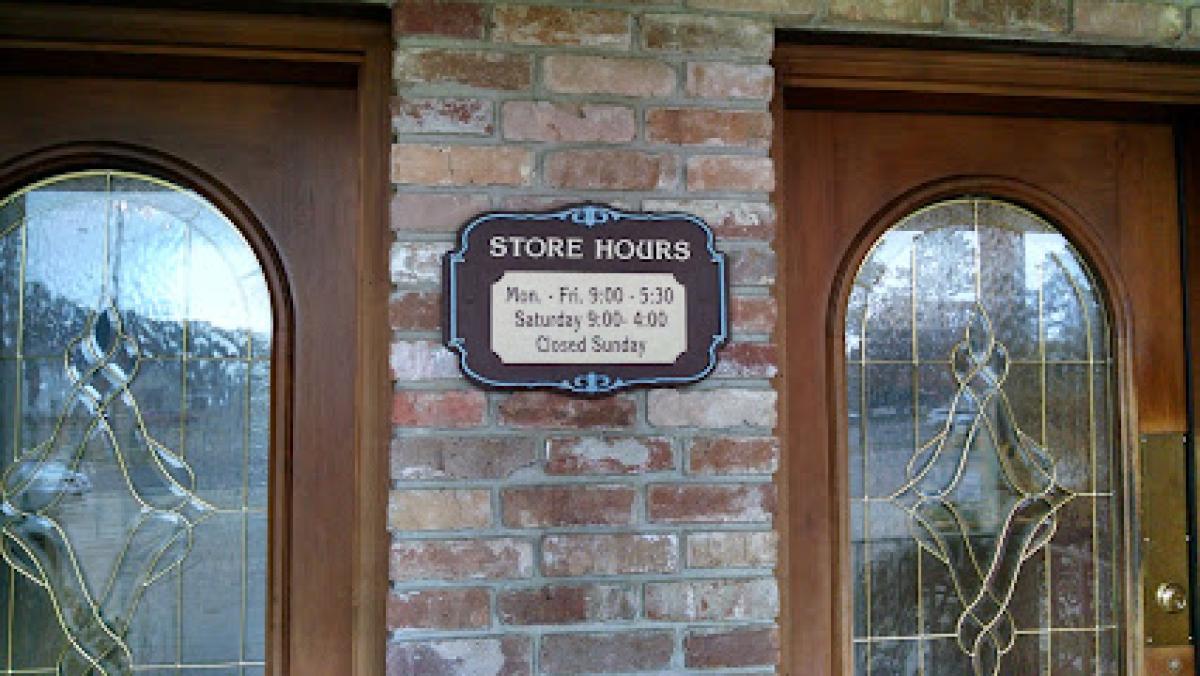 STORE HOURS
Mon. - Fri. 9:00 - 5:30
Saturday 9:00- 4:00
Closed Sunday